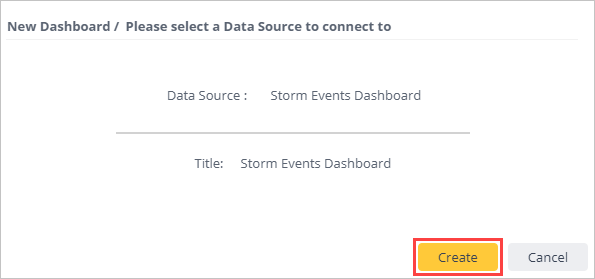 New Dashboard / Please select a Data Source to connect to
Data Source : Storm Events Dashboard
Title: Storm Events Dashboard
Create Cancel